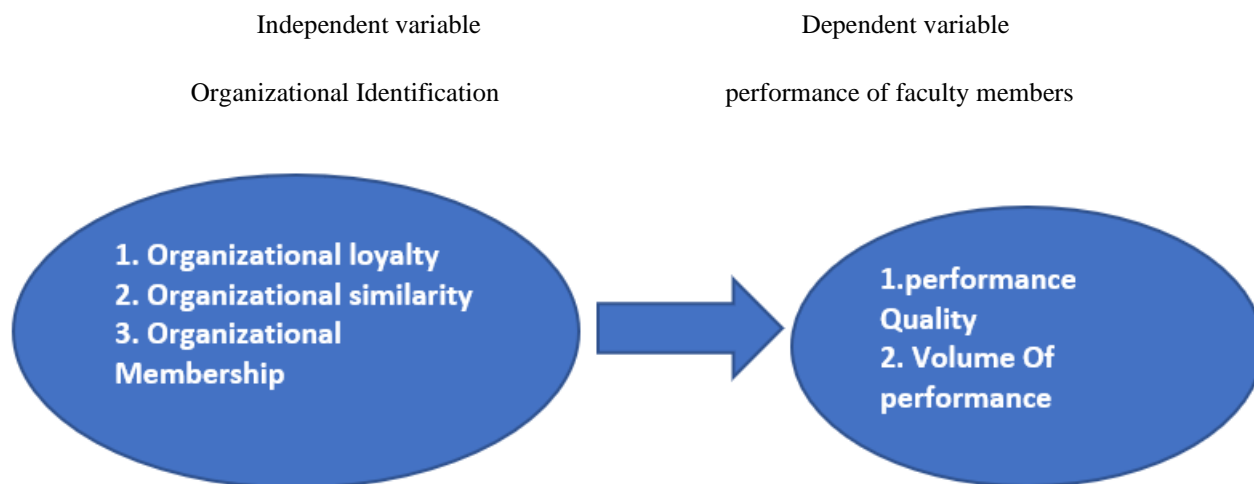 Independent variable
Dependent variable
Organizational Identification
performance of faculty members
1. Organizational loyalty
2. Organizational similarity
3. Organizational
Membership
1.performance
Quality
2. Volume Of
performance